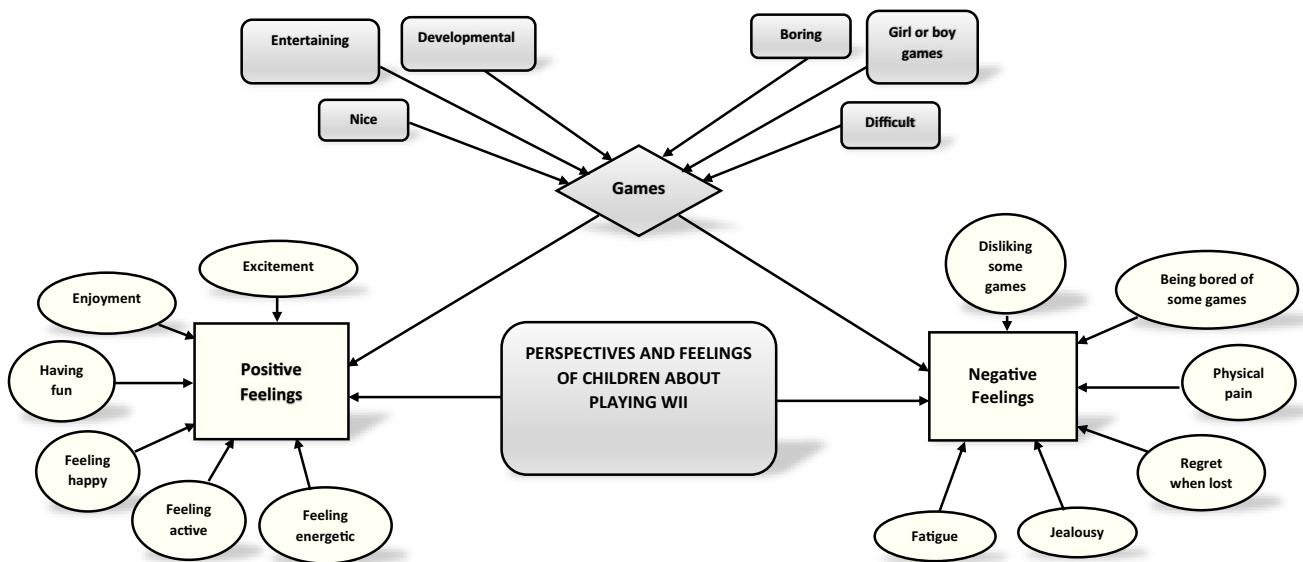 Entertaining
Developmental
Boring
Girl or boy
games
Nice
Difficult
Games
Excitement
Enjoyment
Having
fun
Feeling
happy
Feeling
active
Feeling
energetic
Positive
Feelings
PERSPECTIVES AND FEELINGS
OF CHILDREN ABOUT
PLAYING WII
Negative
Feelings
Disliking
some
games
Being bored of
some games
Physical
pain
Regret
when lost
Jealousy
Fatigue